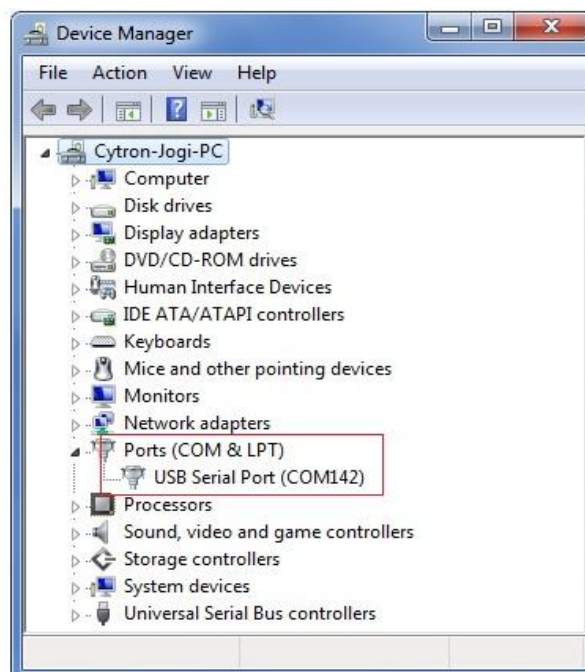 Device Manager
File Action View Help
Cytron-Jogi-PC
Computer
Disk drives
Display adapters
DVD/CD-ROM drives
Human Interface Devices
IDE ATA/ATAPI controllers
Keyboards
Mice and other pointing devices
Monitors
Network adapters
Ports (COM & LPT)
USB Serial Port (COM142)
Processors
Sound, video and game controllers
Storage controllers
System devices
Universal Serial Bus controllers